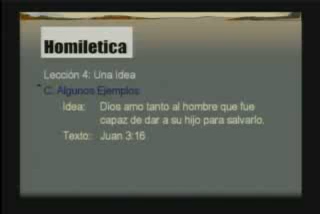 Homiletica
Lección 4: Una Idea
C. Algunos Ejemplos
Idea: Dios amo tanto al hombre que fue
capaz de dar a su hijo para salvarlo.
Texto: Juan 3:16